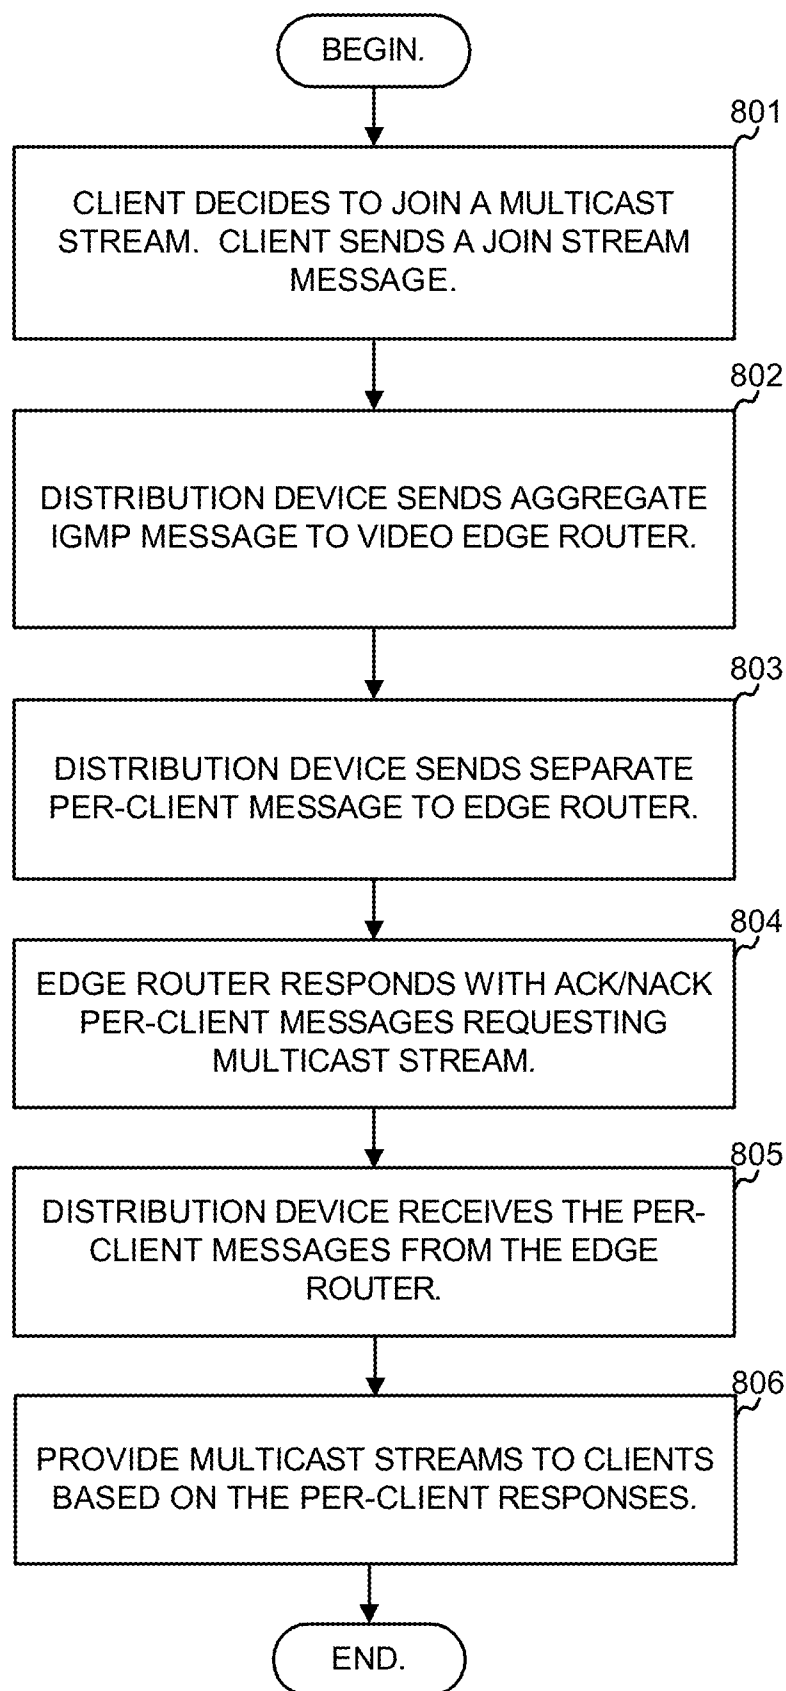 BEGIN.
801
CLIENT DECIDES TO JOIN A MULTICAST
STREAM.  CLIENT SENDS A JOIN STREAM
MESSAGE.
802
DISTRIBUTION DEVICE SENDS AGGREGATE
IGMP MESSAGE TO VIDEO EDGE ROUTER.
803
DISTRIBUTION DEVICE SENDS SEPARATE
PER-CLIENT MESSAGE TO EDGE ROUTER.
804
EDGE ROUTER RESPONDS WITH ACK/NACK
PER-CLIENT MESSAGES REQUESTING
MULTICAST STREAM.
805
DISTRIBUTION DEVICE RECEIVES THE PER-
CLIENT MESSAGES FROM THE EDGE
ROUTER.
806
PROVIDE MULTICAST STREAMS TO CLIENTS
BASED ON THE PER-CLIENT RESPONSES.
END.